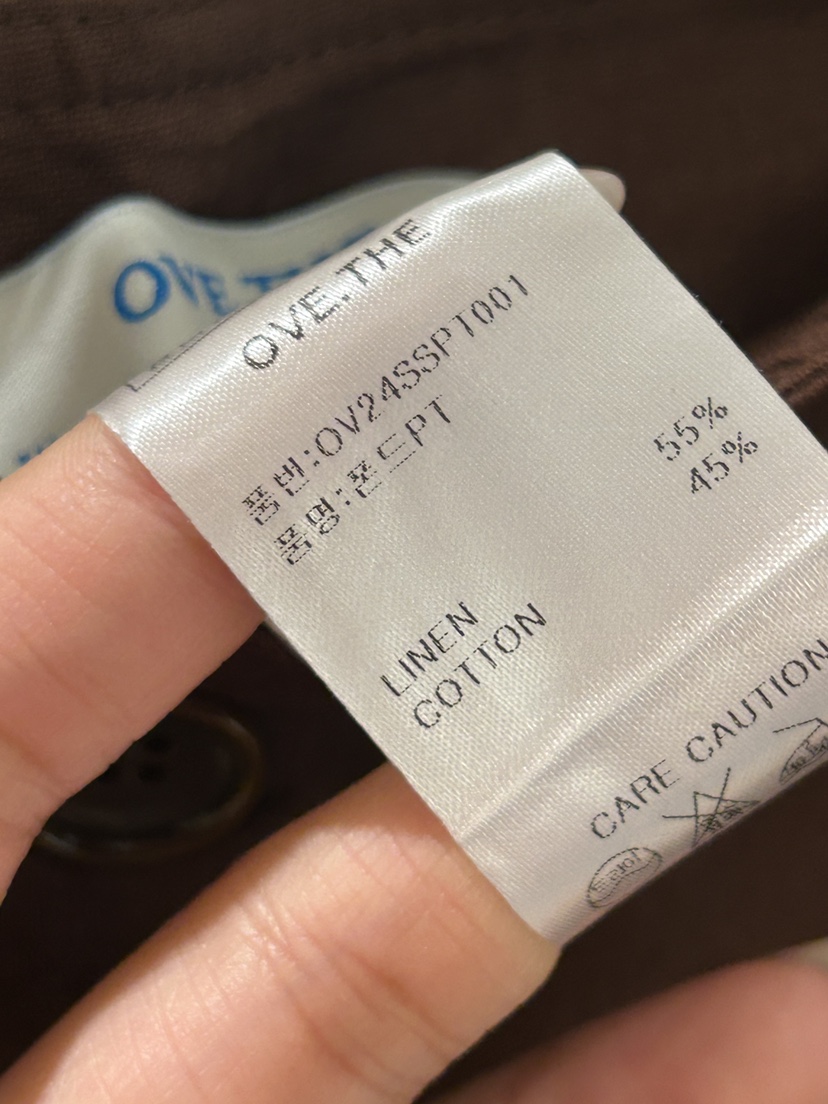 OVE.THE
품번:OV24SSPT001
품명:폰드PT
LINEN 55%
COTTON 45%
CARE CAUTION